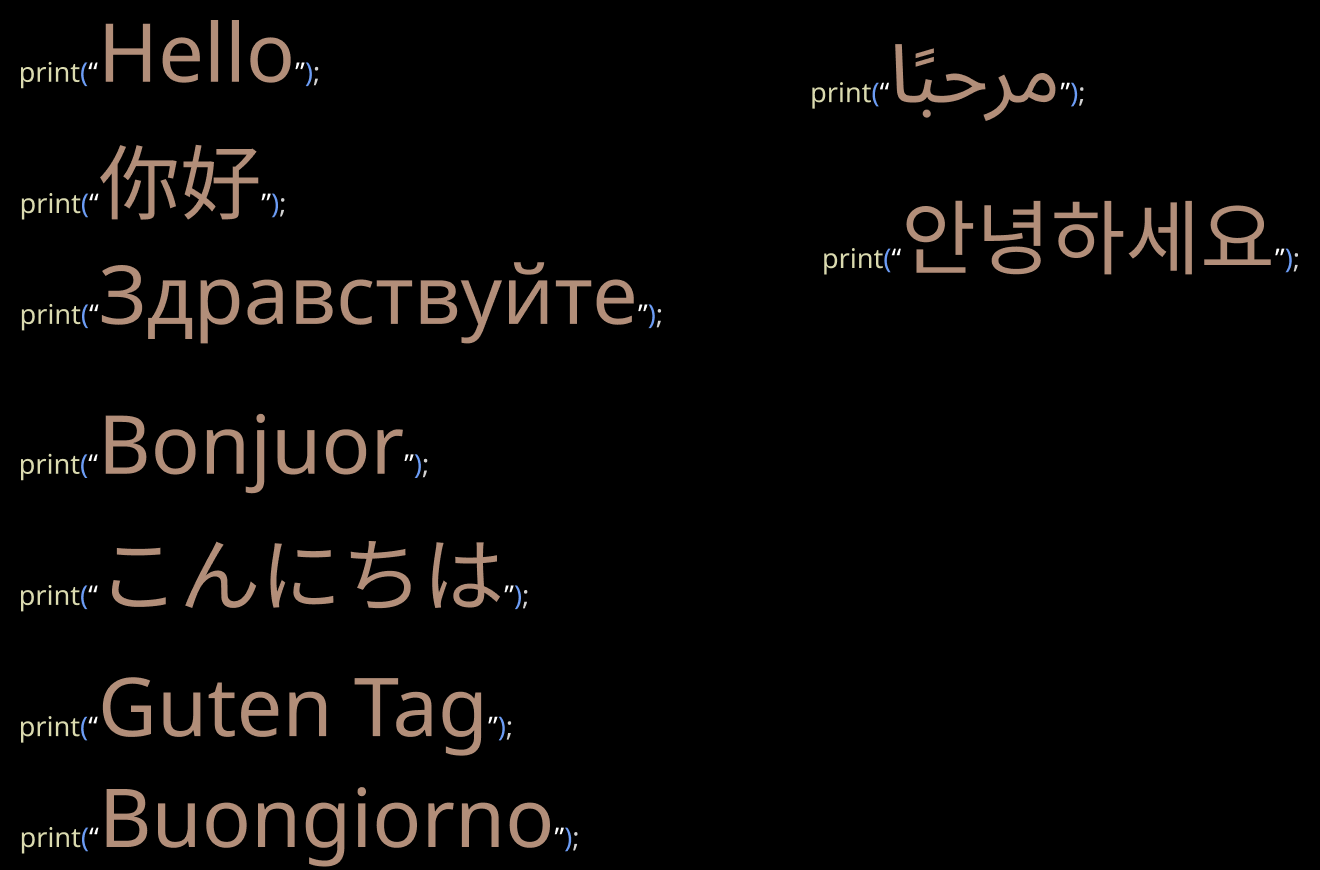 print(“Hello”);
print(“你好”);
print(“Здравствуйте”);
print(“Bonjuor”);
print(“こんにちは”);
print(“Guten Tag”);
print(“Buongiorno”);
print(“مرحبًا”);
print(“안녕하세요”);